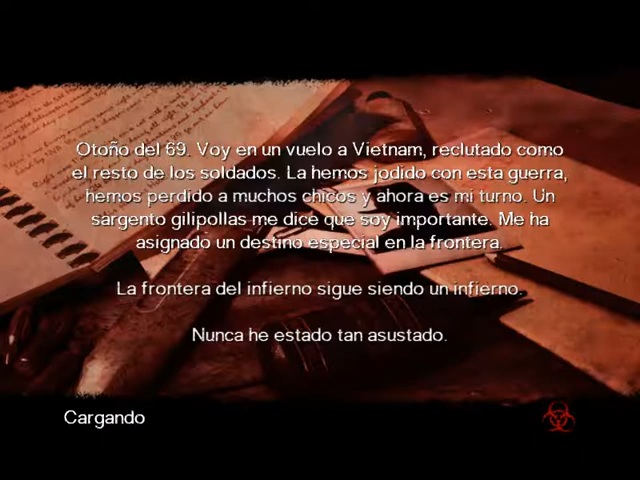 Otoño del 69. Voy en un vuelo a Vietnam, reclutado como
el resto de los soldados. La hemos jodido con esta guerra,
hemos perdido a muchos chicos y ahora es mi turno. Un
sargento gilipollas me dice que soy importante. Me ha
asignado un destino especial en la frontera.
La frontera del infierno sigue siendo un infierno.
Nunca he estado tan asustado.
Cargando